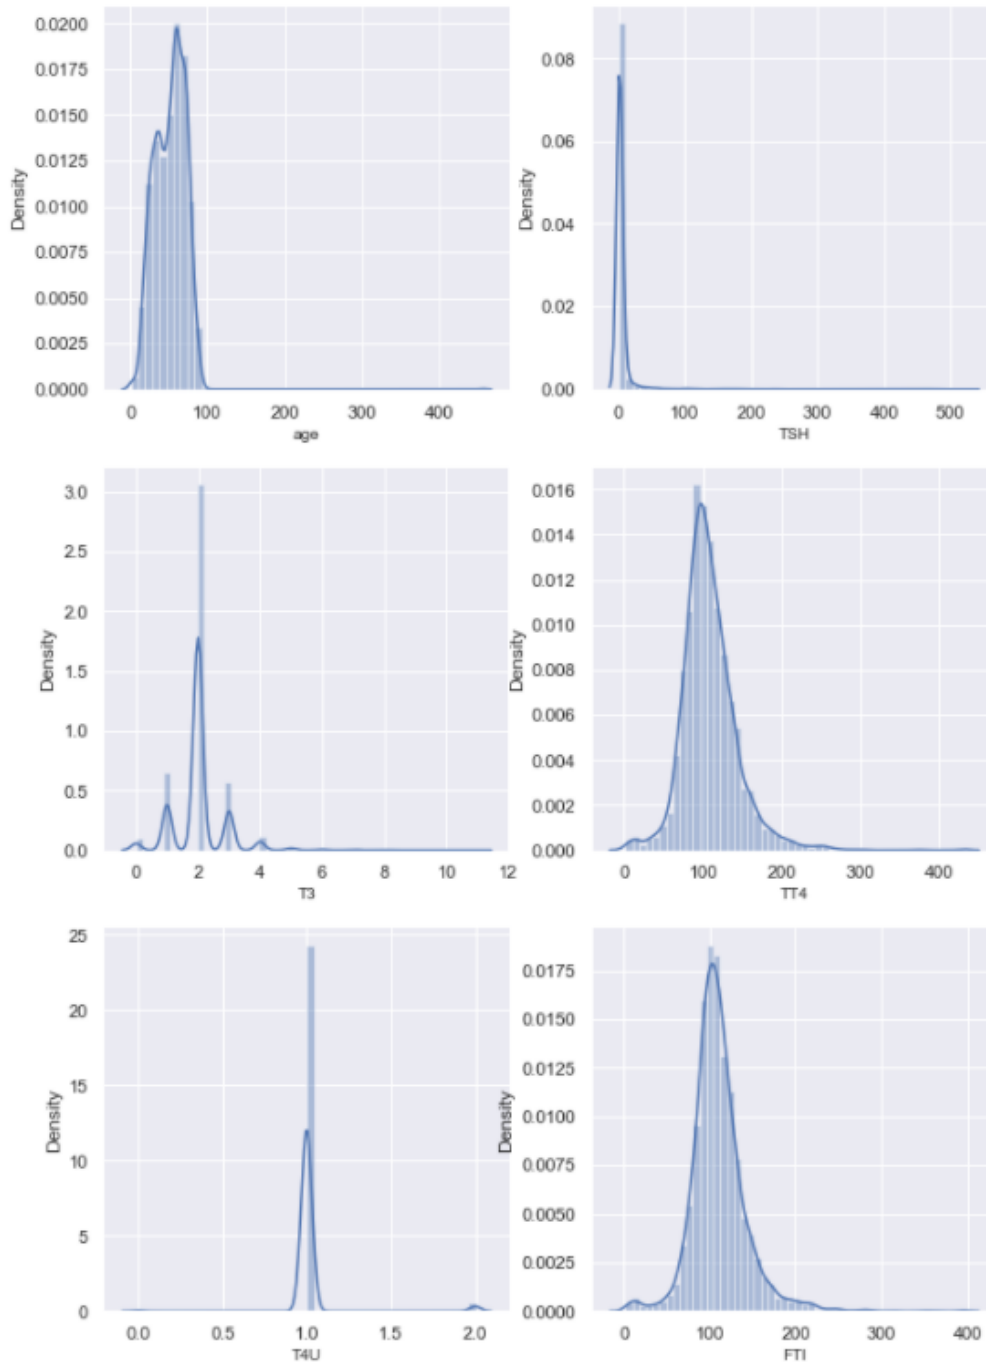 0.0200
0.0175
0.0150
0.0125
0.0100
0.0075
0.0050
0.0025
0.0000
Density
0 100 200 300 400
age
0.08
0.06
0.04
0.02
0.00
Density
0 100 200 300 400 500
TSH
3.0
2.5
2.0
1.5
1.0
0.5
0.0
Density
0 2 4 6 8 10 12
T3
0.016
0.014
0.012
0.010
0.008
0.006
0.004
0.002
0.000
Density
0 100 200 300 400
TT4
25
20
15
10
5
0
Density
0.0 0.5 1.0 1.5 2.0
T4U
0.0175
0.0150
0.0125
0.0100
0.0075
0.0050
0.0025
0.0000
Density
0 100 200 300 400
FTI